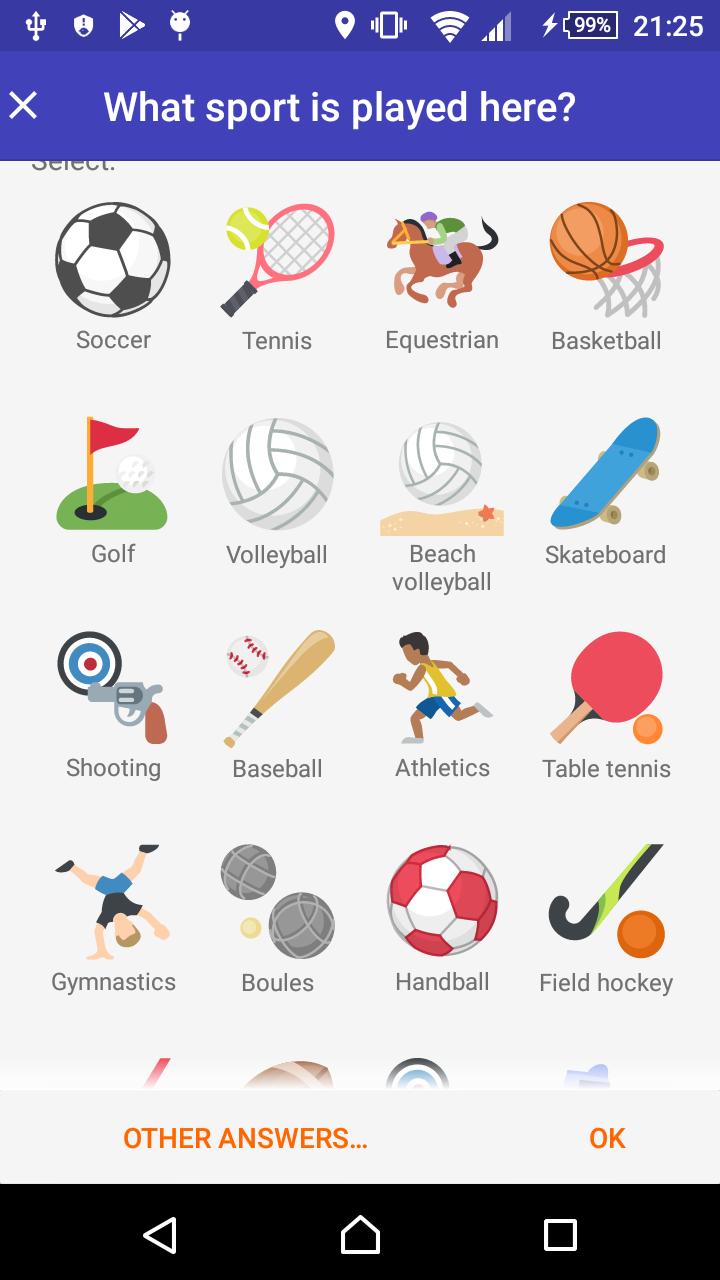 99% 21:25
What sport is played here?
Select:
Soccer Tennis Equestrian Basketball
Golf Volleyball Beach volleyball Skateboard
Shooting Baseball Athletics Table tennis
Gymnastics Boules Handball Field hockey
OTHER ANSWERS... OK